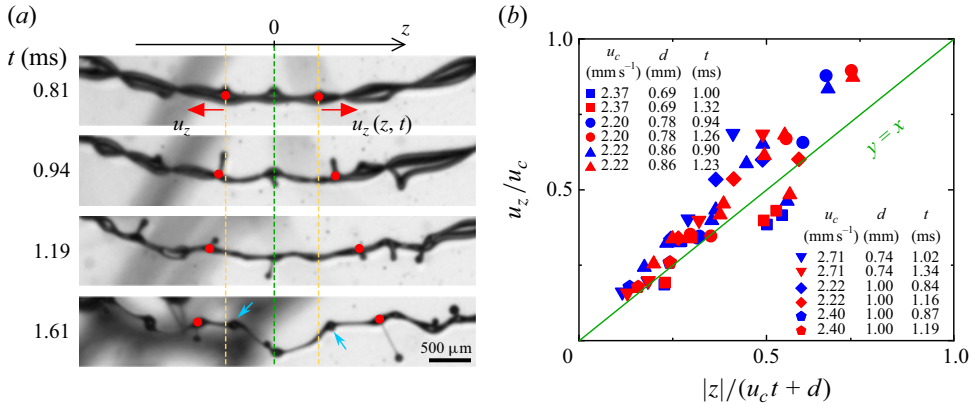 (a)
0
z
t (ms)
0.81
u_z
u_z (z, t)
0.94
1.19
1.61
500 μm
(b)
1.0
u_c d t
(mm s⁻¹) (mm) (ms)
2.37 0.69 1.00
2.37 0.69 1.32
2.20 0.78 0.94
2.20 0.78 1.26
2.22 0.86 0.90
2.22 0.86 1.23
y = x
u_z/u_c
0.5
u_c d t
(mm s⁻¹) (mm) (ms)
2.71 0.74 1.02
2.71 0.74 1.34
2.22 1.00 0.84
2.22 1.00 1.16
2.40 1.00 0.87
2.40 1.00 1.19
0 0.5 1.0
|z|/(u_c t + d)